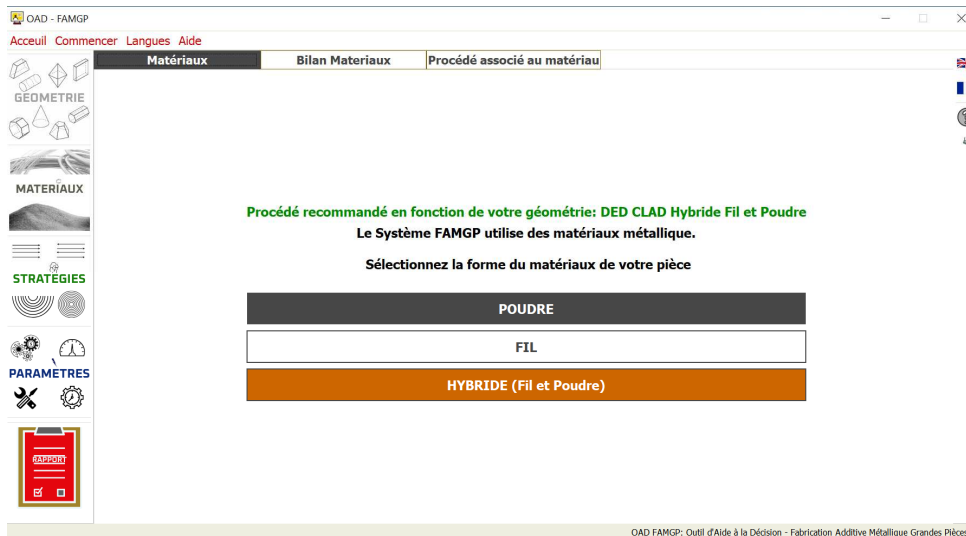 OAD - FAMGP
Acceuil Commencer Langues Aide
Matériaux Bilan Materiaux Procédé associé au matériau
GÉOMETRIE
MATERIAUX
STRATÉGIES
PARAMÈTRES
RAPPORT
Procédé recommandé en fonction de votre géométrie: DED CLAD Hybride Fil et Poudre
Le Système FAMGP utilise des matériaux métallique.
Sélectionnez la forme du matériaux de votre pièce
POUDRE
FIL
HYBRIDE (Fil et Poudre)
OAD FAMGP: Outil d'Aide à la Décision - Fabrication Additive Métallique Grandes Pièces